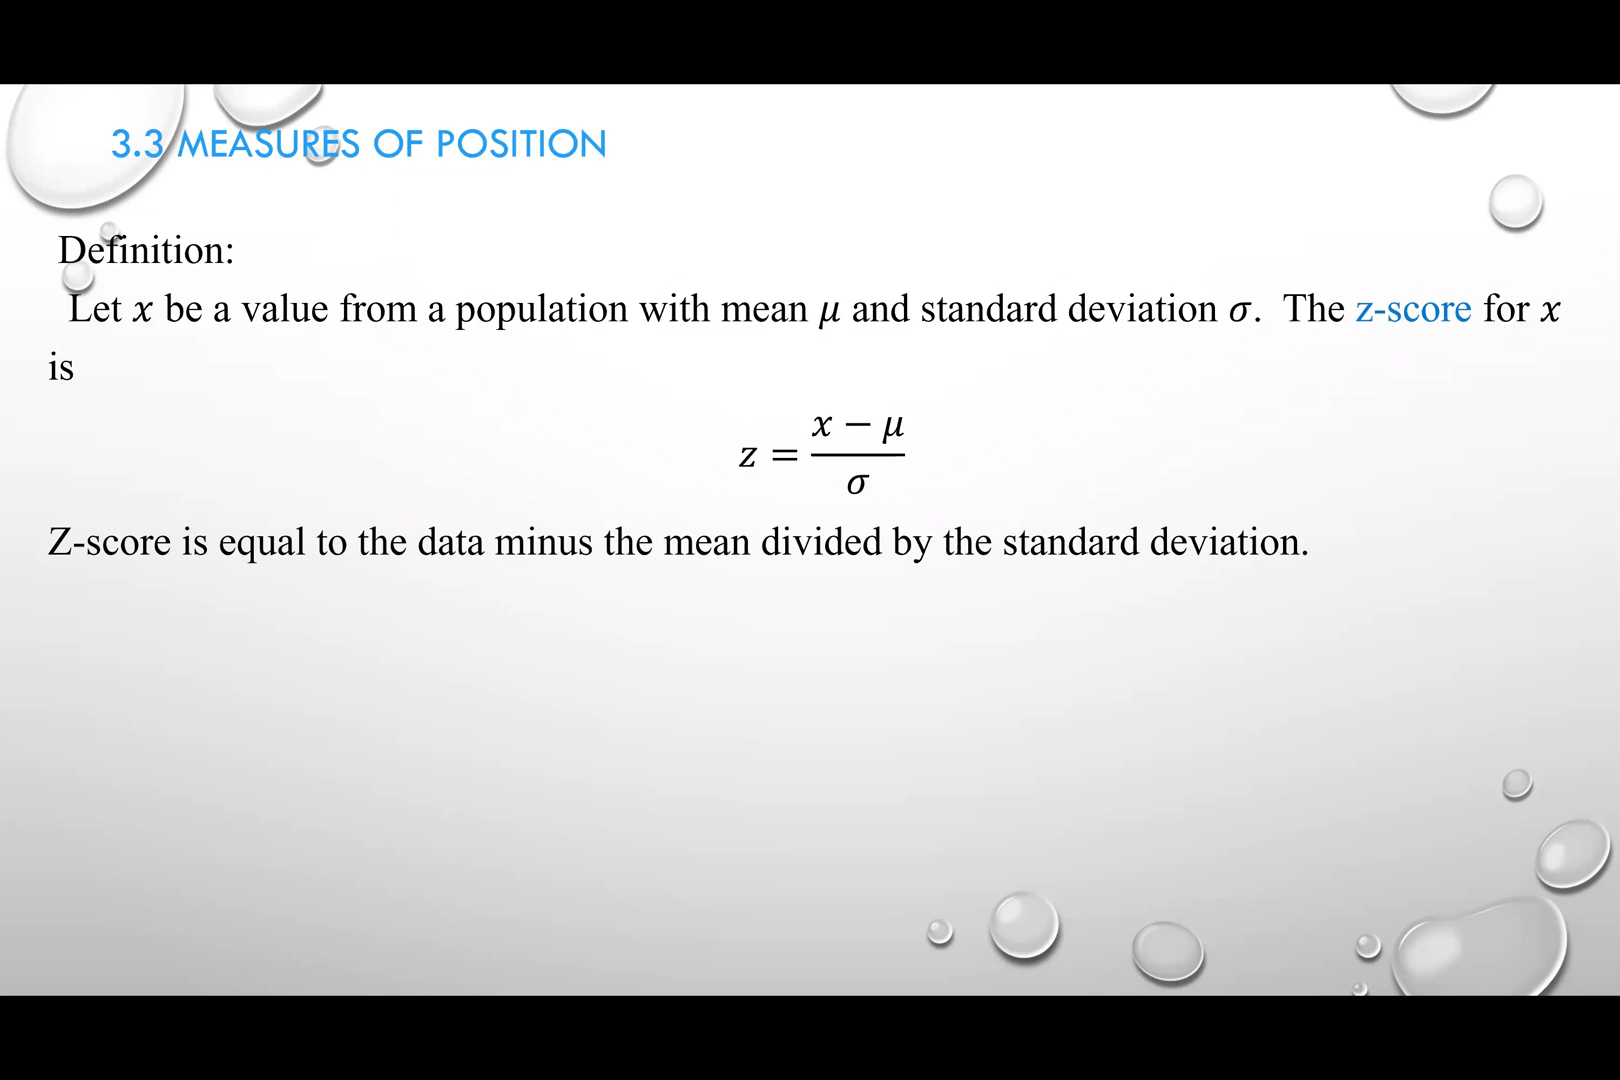 3.3 MEASURES OF POSITION
Definition:
Let x be a value from a population with mean μ and standard deviation σ. The z-score for x
is
z = \frac{x − μ}{σ}
Z-score is equal to the data minus the mean divided by the standard deviation.